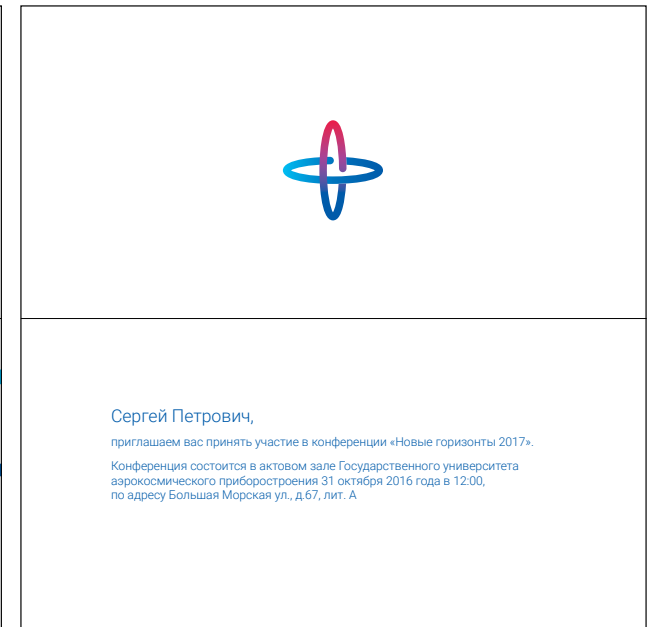 Сергей Петрович,
приглашаем вас принять участие в конференции «Новые горизонты 2017».
Конференция состоится в актовом зале Государственного университета
аэрокосмического приборостроения 31 октября 2016 года в 12:00,
по адресу Большая Морская ул., д.67, лит. А